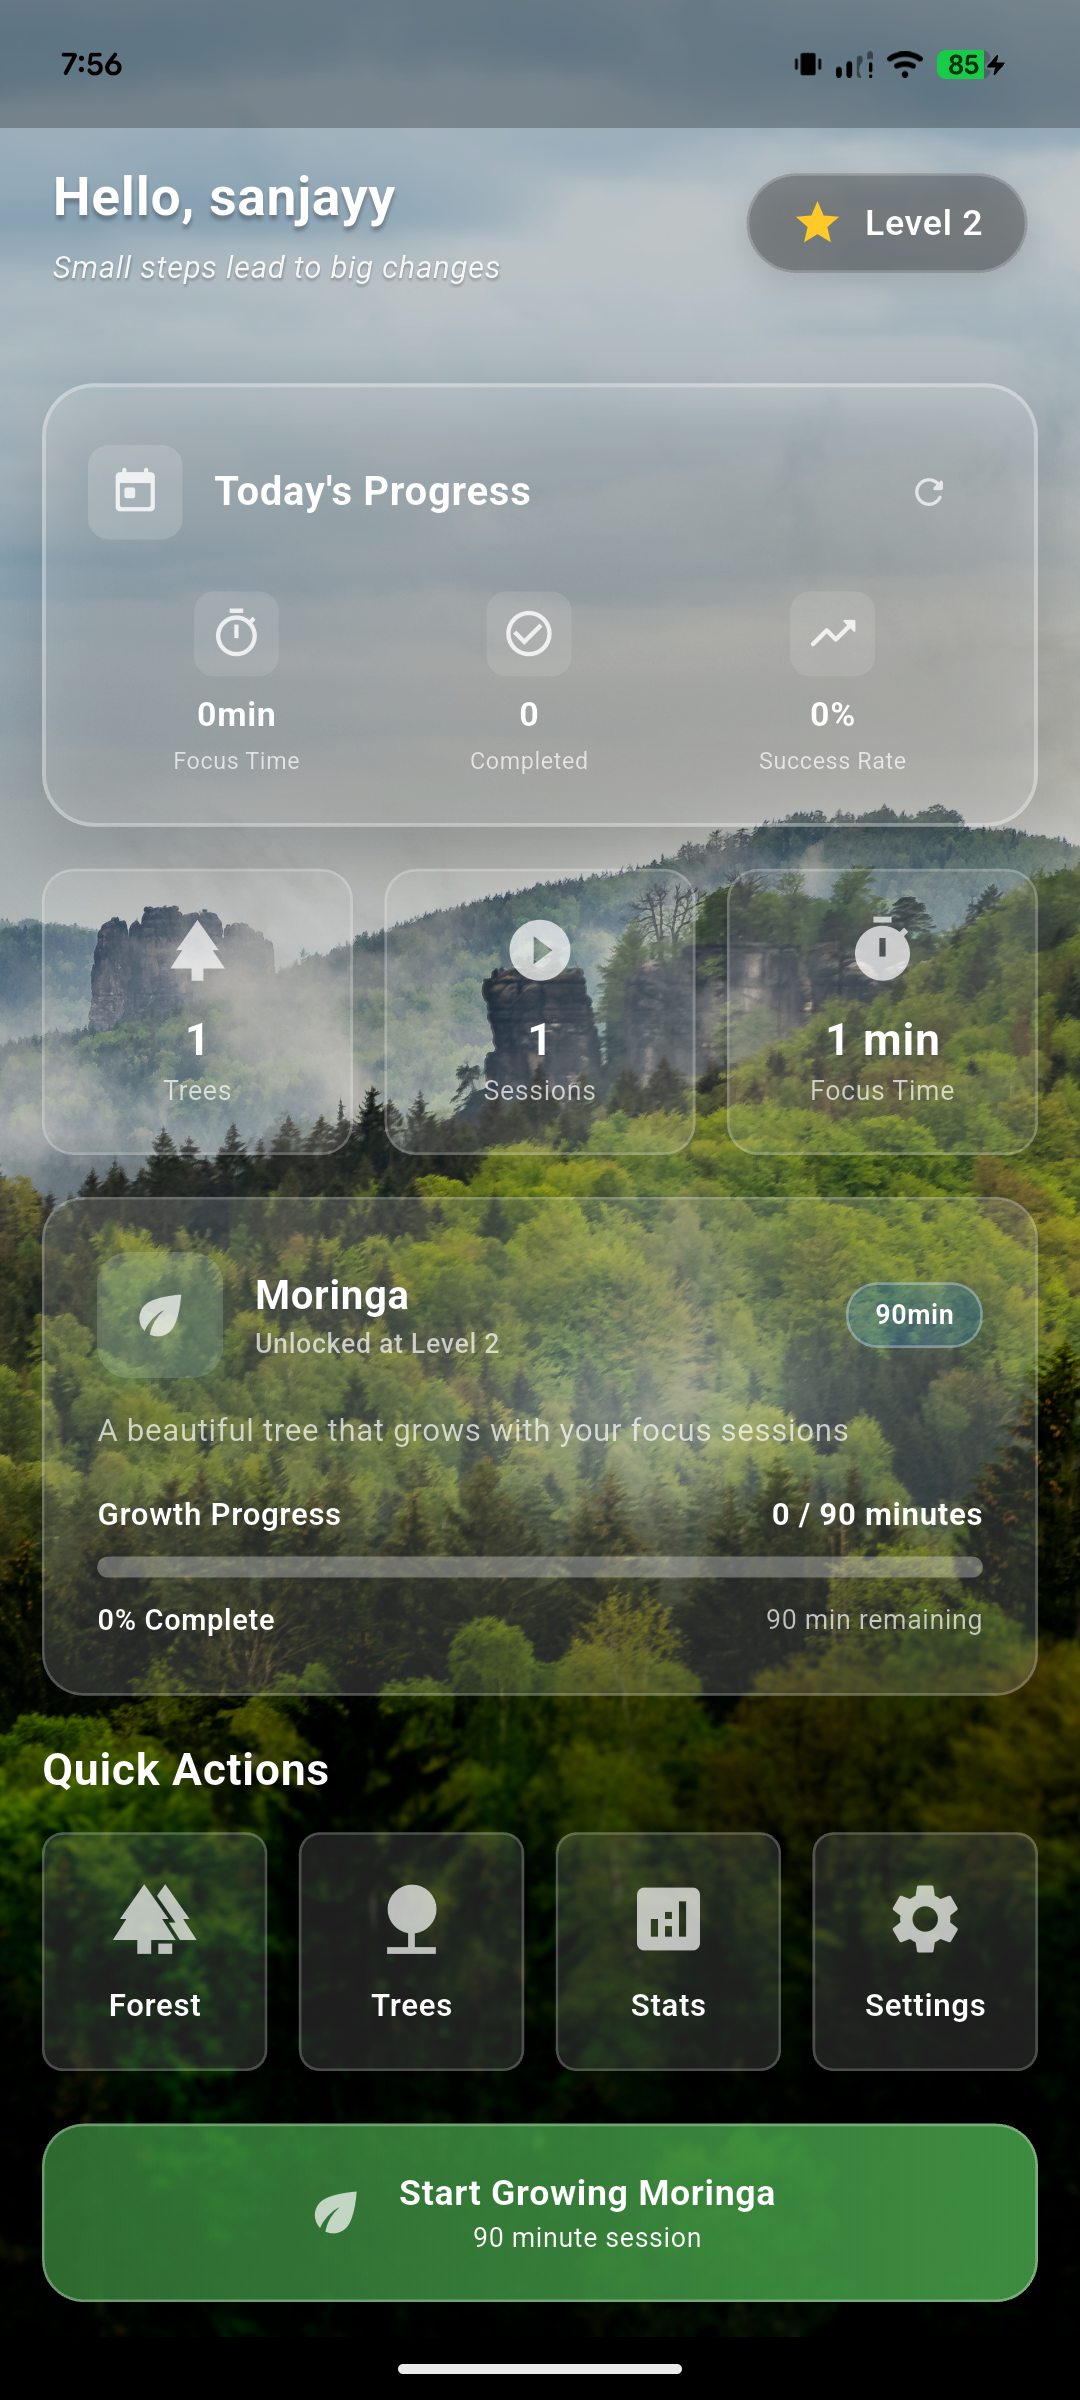 7:56
85
Hello, sanjayy
Small steps lead to big changes
Level 2
Today's Progress
0min
0
0%
Focus Time
Completed
Success Rate
1
1
1 min
Trees
Sessions
Focus Time
Moringa
Unlocked at Level 2
90min
A beautiful tree that grows with your focus sessions
Growth Progress
0 / 90 minutes
0% Complete
90 min remaining
Quick Actions
Forest
Trees
Stats
Settings
Start Growing Moringa
90 minute session